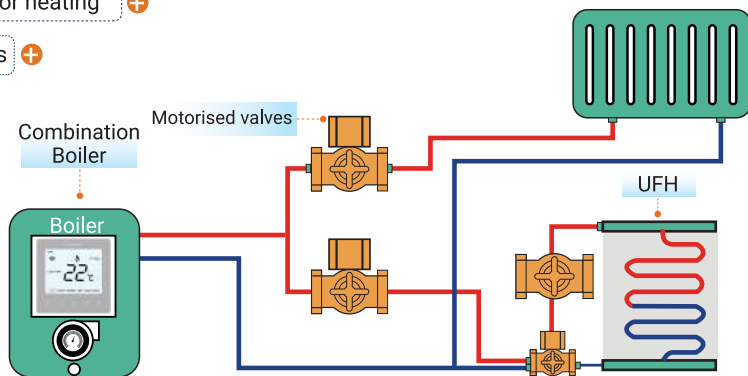 or heating
s
Motorised valves
Combination
Boiler
UFH
Boiler
22°c